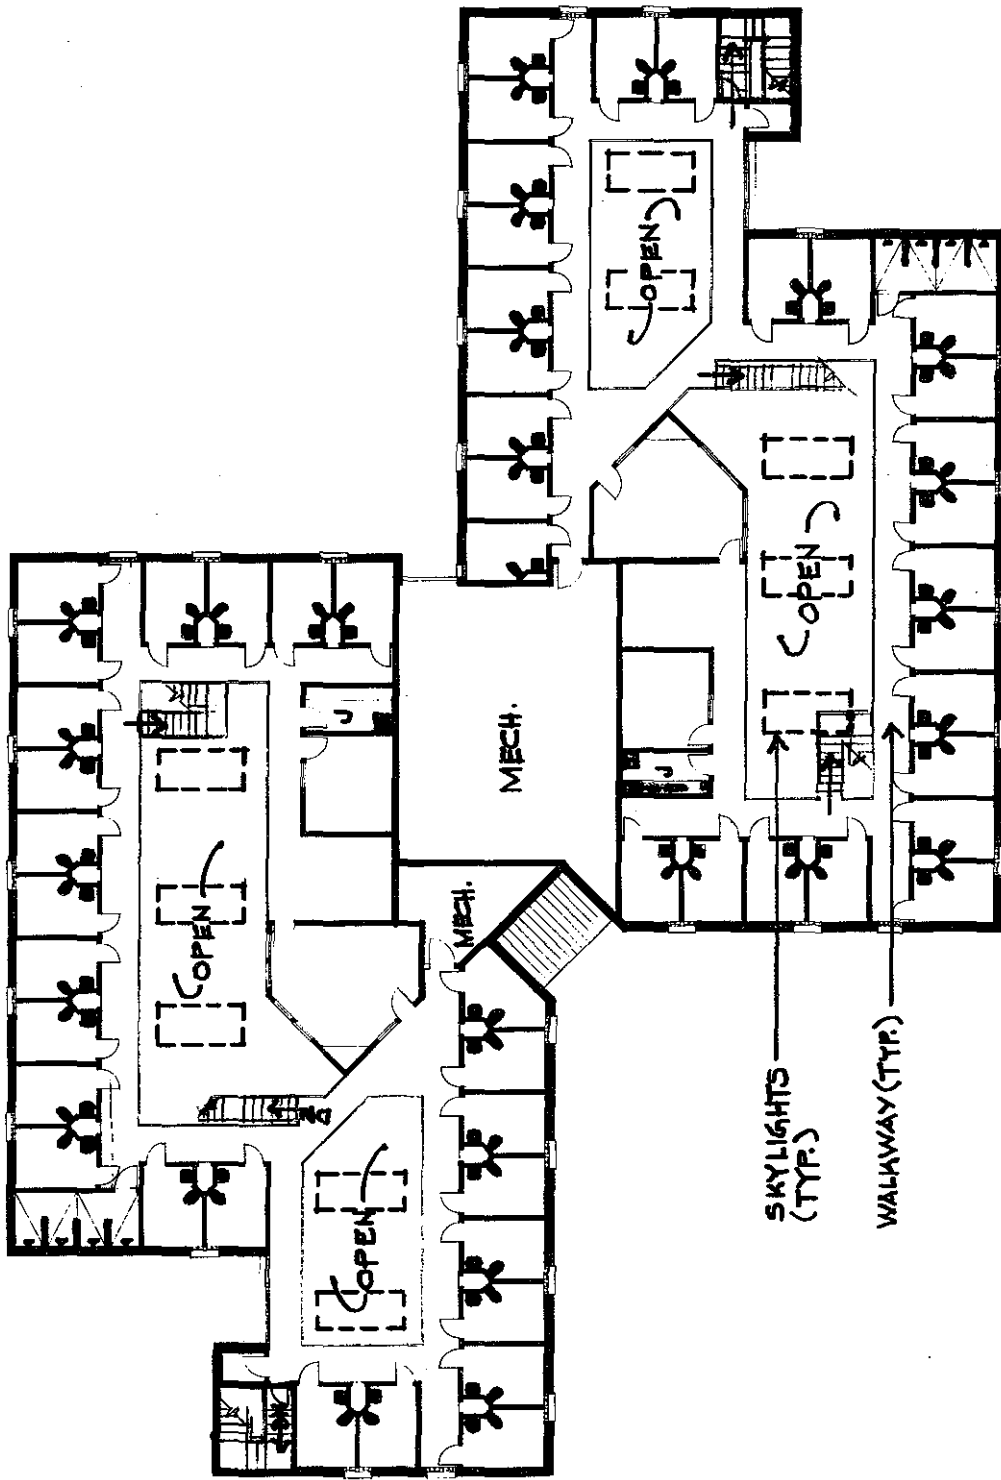 OPEN
OPEN
MECH.
J
J
MECH.
OPEN
OPEN
DN
SKYLIGHTS
(TYP.)
WALKWAY (TYP.)